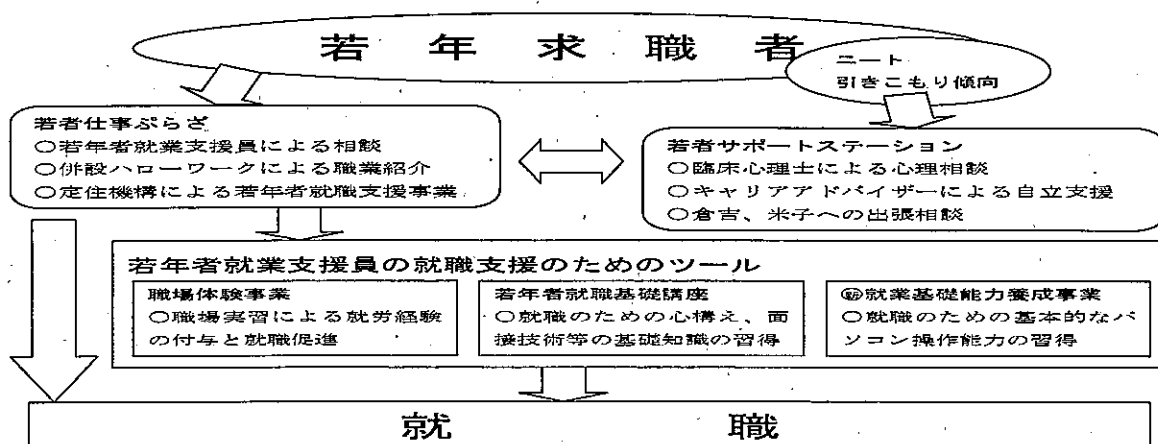 若年求職者
ニート
引きこもり傾向
若者仕事ぷらざ
○若年者就業支援員による相談
○併設ハローワークによる職業紹介
○定住機構による若年者就職支援事業
若者サポートステーション
○臨床心理士による心理相談
○キャリアアドバイザーによる自立支援
○倉吉、米子への出張相談
若年者就業支援員の就職支援のためのツール
職場体験事業
○職場実習による就労経験
の付与と就職促進
若年者就職基礎講座
○就職のための心構え、面
接技術等の基礎知識の習得
㊟就業基礎能力養成事業
○就職のための基本的なパ
ソコン操作能力の習得
就職